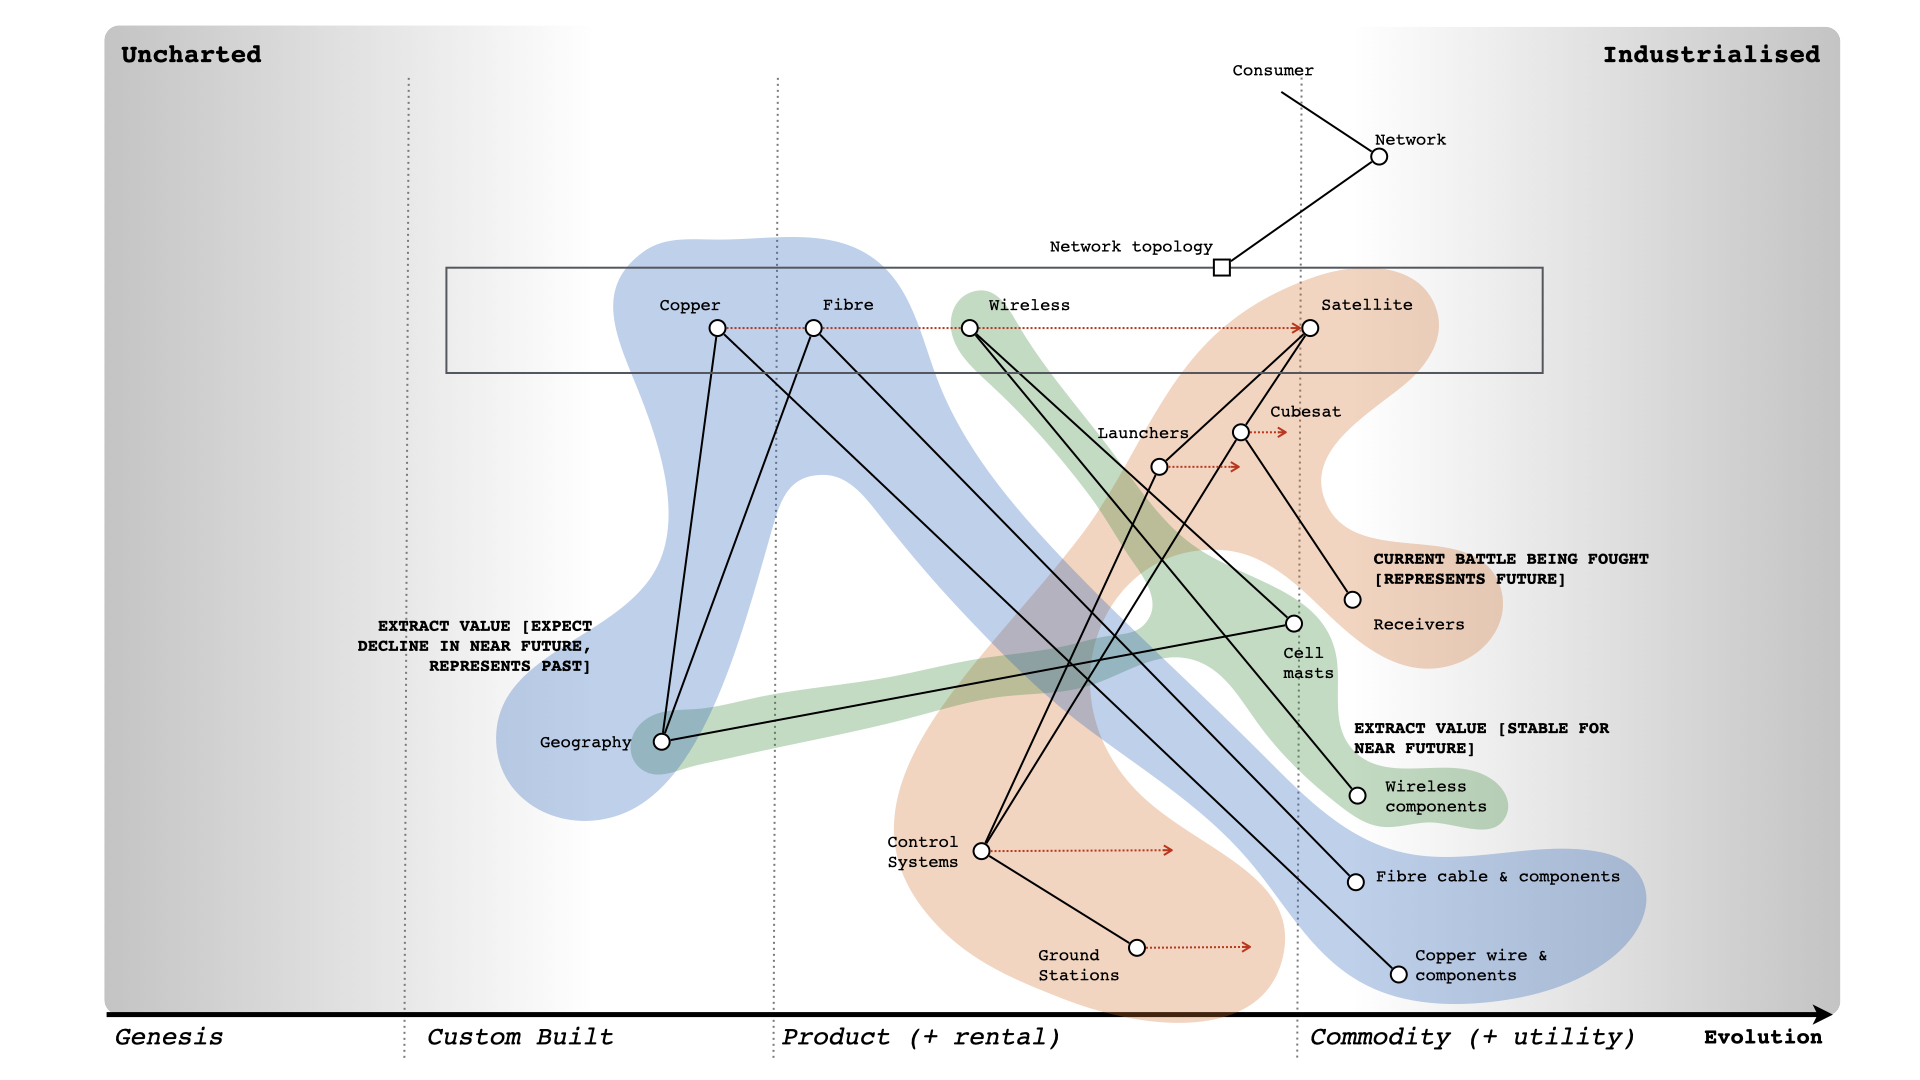 Uncharted
Industrialised
Consumer
Network
Network topology
Copper
Fibre
Wireless
Satellite
Cubesat
Launchers
CURRENT BATTLE BEING FOUGHT
[REPRESENTS FUTURE]
Receivers
EXTRACT VALUE [EXPECT
DECLINE IN NEAR FUTURE,
REPRESENTS PAST]
Cell
masts
Geography
EXTRACT VALUE [STABLE FOR
NEAR FUTURE]
Wireless
components
Control
Systems
Fibre cable & components
Ground
Stations
Copper wire &
components
Genesis
Custom Built
Product (+ rental)
Commodity (+ utility)
Evolution